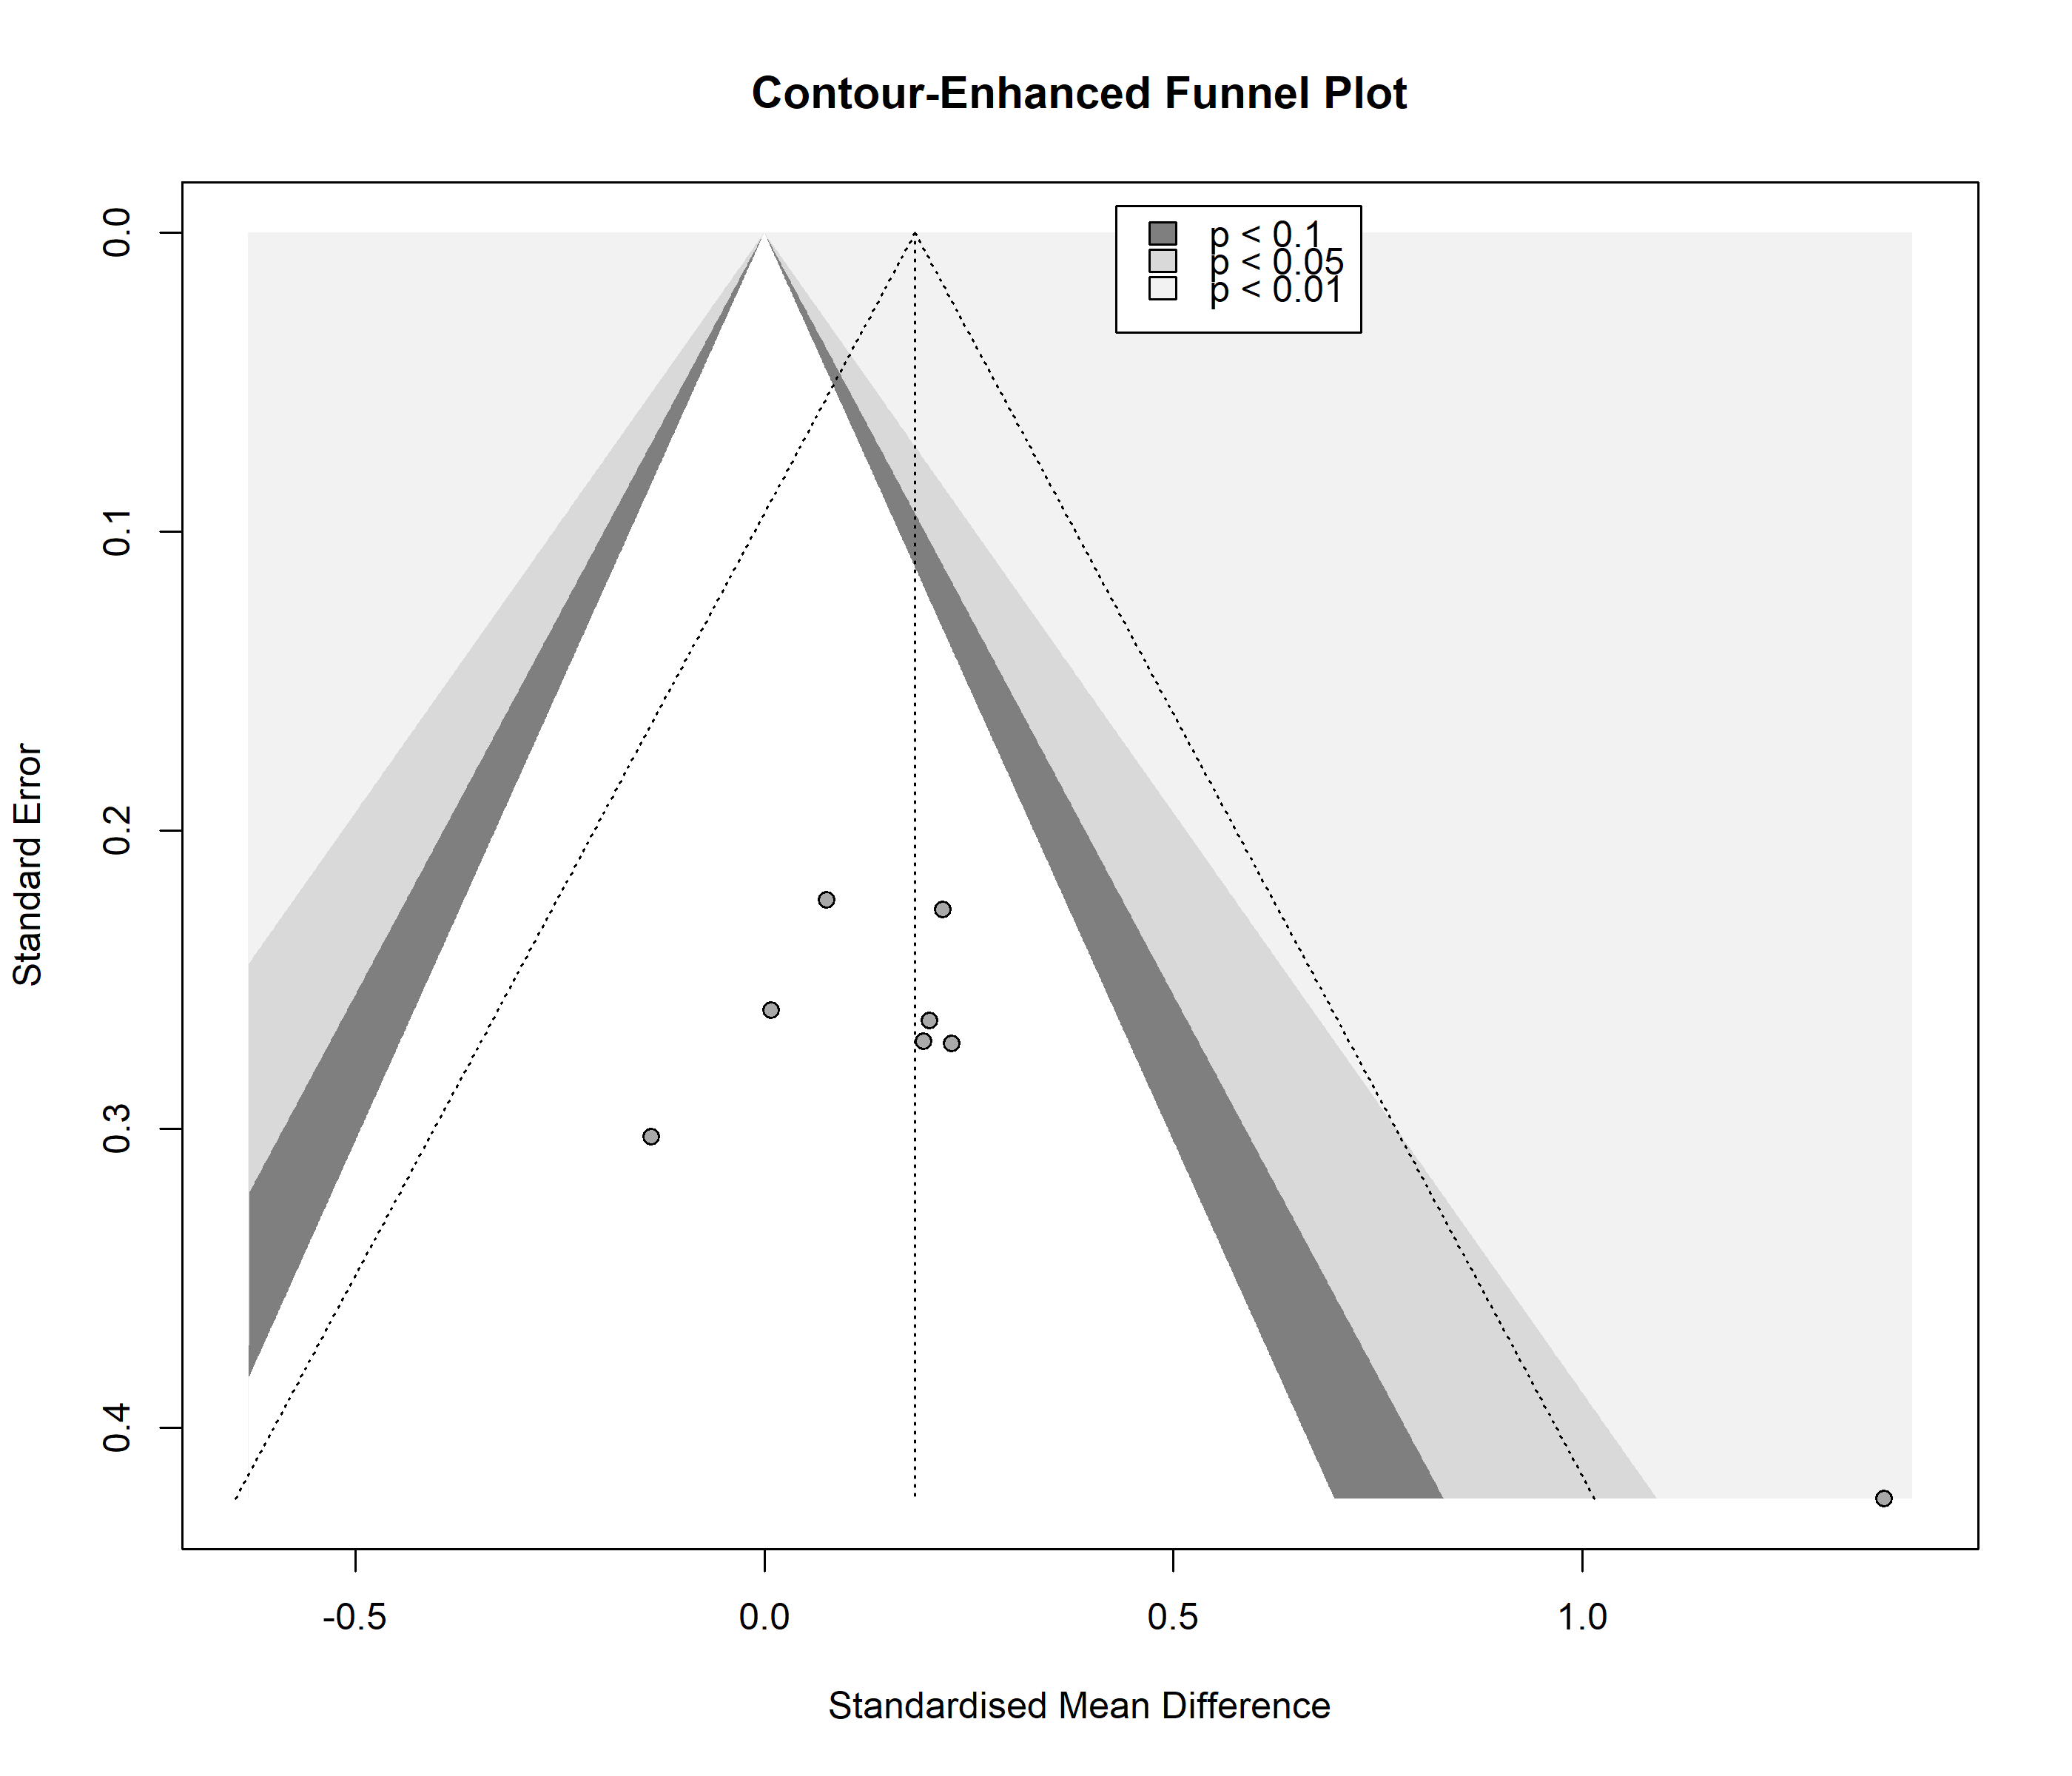 Contour-Enhanced Funnel Plot
p < 0.1
p < 0.05
p < 0.01
Standard Error
0.0
0.1
0.2
0.3
0.4
-0.5 0.0 0.5 1.0
Standardised Mean Difference